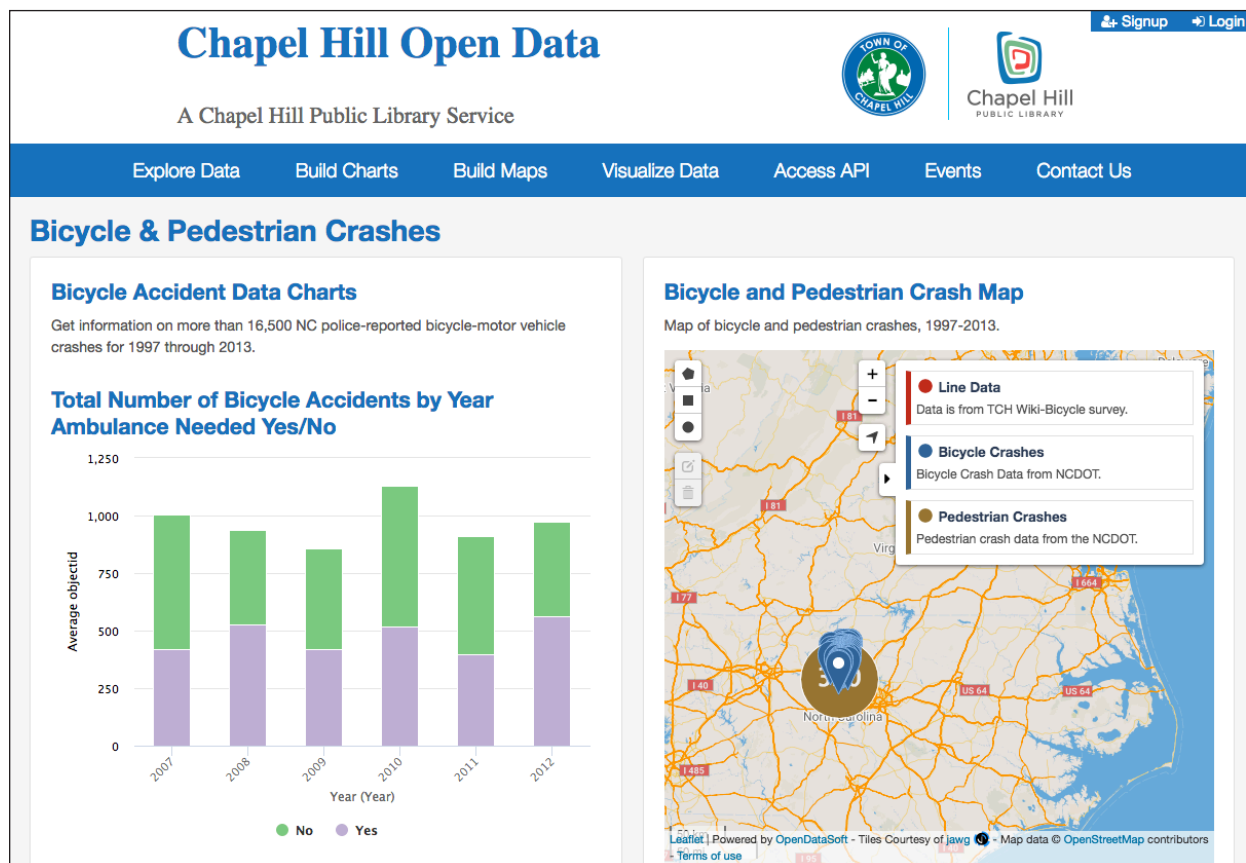 Signup
Login
Chapel Hill Open Data
A Chapel Hill Public Library Service
TOWN OF
CHAPEL HILL
Chapel Hill
PUBLIC LIBRARY
Explore Data
Build Charts
Build Maps
Visualize Data
Access API
Events
Contact Us
Bicycle & Pedestrian Crashes
Bicycle Accident Data Charts
Get information on more than 16,500 NC police-reported bicycle-motor vehicle
crashes for 1997 through 2013.
Total Number of Bicycle Accidents by Year
Ambulance Needed Yes/No
1,250
1,000
750
500
250
0
Average objectid
2007
2008
2009
2010
2011
2012
Year (Year)
No
Yes
Bicycle and Pedestrian Crash Map
Map of bicycle and pedestrian crashes, 1997-2013.
+
−
Line Data
Data is from TCH Wiki-Bicycle survey.
Bicycle Crashes
Bicycle Crash Data from NCDOT.
Pedestrian Crashes
Pedestrian crash data from the NCDOT.
I 81
I 81
I 77
I 664
I 40
US 64
US 64
North Carolina
I 485
I 95
Leaflet | Powered by OpenDataSoft - Tiles Courtesy of jawg - Map data © OpenStreetMap contributors
- Terms of use